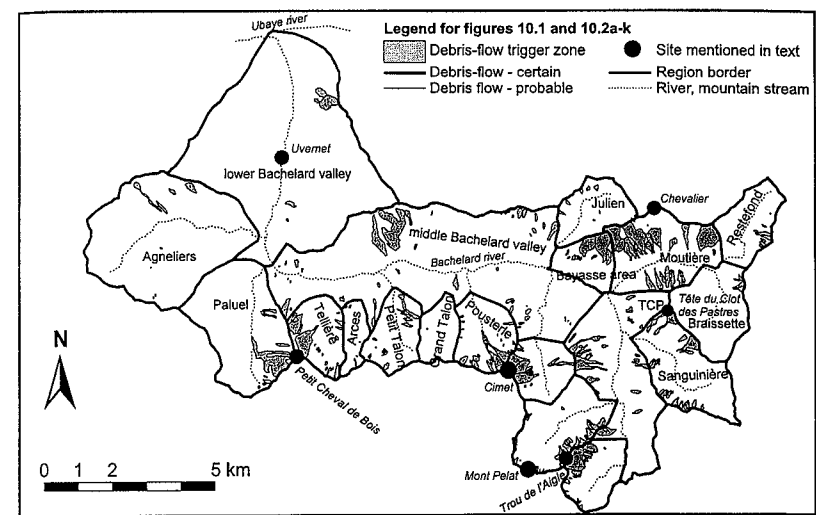 Ubaye river
Legend for figures 10.1 and 10.2a-k
Debris-flow trigger zone
Site mentioned in text
Debris-flow - certain
Region border
Debris flow - probable
River, mountain stream
Uvernet
lower Bachelard valley
Julien
Chevalier
Restefond
middle Bachelard valley
Agneliers
Bachelard river
Bayasse area
Moutière
Paluel
Tellière
Arces
Petit Talon
Grand Talon
Pousterle
TCP
Tête du Clot
des Pastres
Braissette
N
Sanguinière
Petit Cheval de Bois
Cimet
0 1 2 5 km
Mont Pelat
Trou de l'Aigle